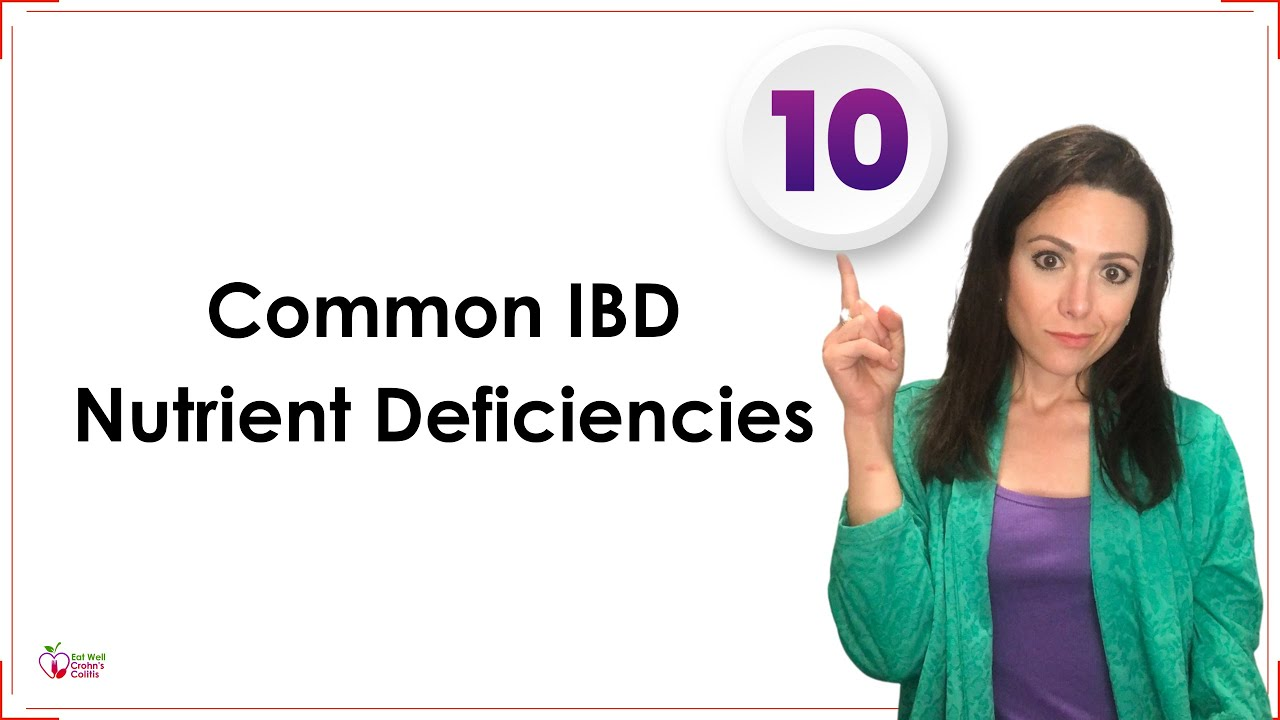 10
Common IBD
Nutrient Deficiencies
Eat Well
Crohn's
Colitis